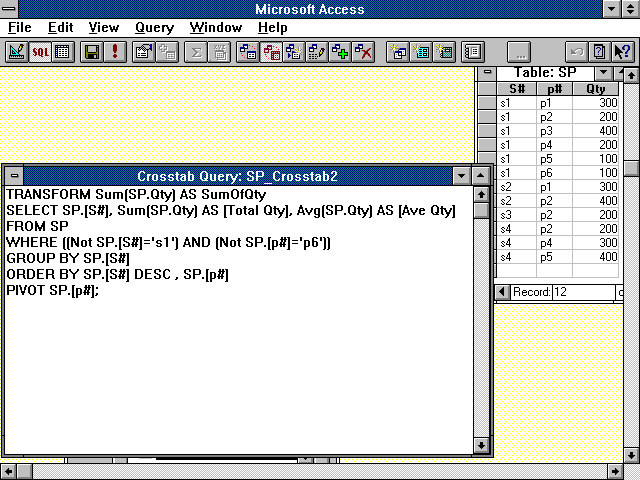 Microsoft Access
File Edit View Query Window Help
SQL
Table: SP
S# p# Qty
s1 p1 300
s1 p2 200
s1 p3 400
s1 p4 200
s1 p5 100
s1 p6 100
s2 p1 300
s2 p2 400
s3 p2 200
s4 p2 200
s4 p4 300
s4 p5 400
Record: 12
Crosstab Query: SP_Crosstab2
TRANSFORM Sum(SP.Qty) AS SumOfQty
SELECT SP.[S#], Sum(SP.Qty) AS [Total Qty], Avg(SP.Qty) AS [Ave Qty]
FROM SP
WHERE ((Not SP.[S#]='s1') AND (Not SP.[p#]='p6'))
GROUP BY SP.[S#]
ORDER BY SP.[S#] DESC , SP.[p#]
PIVOT SP.[p#];